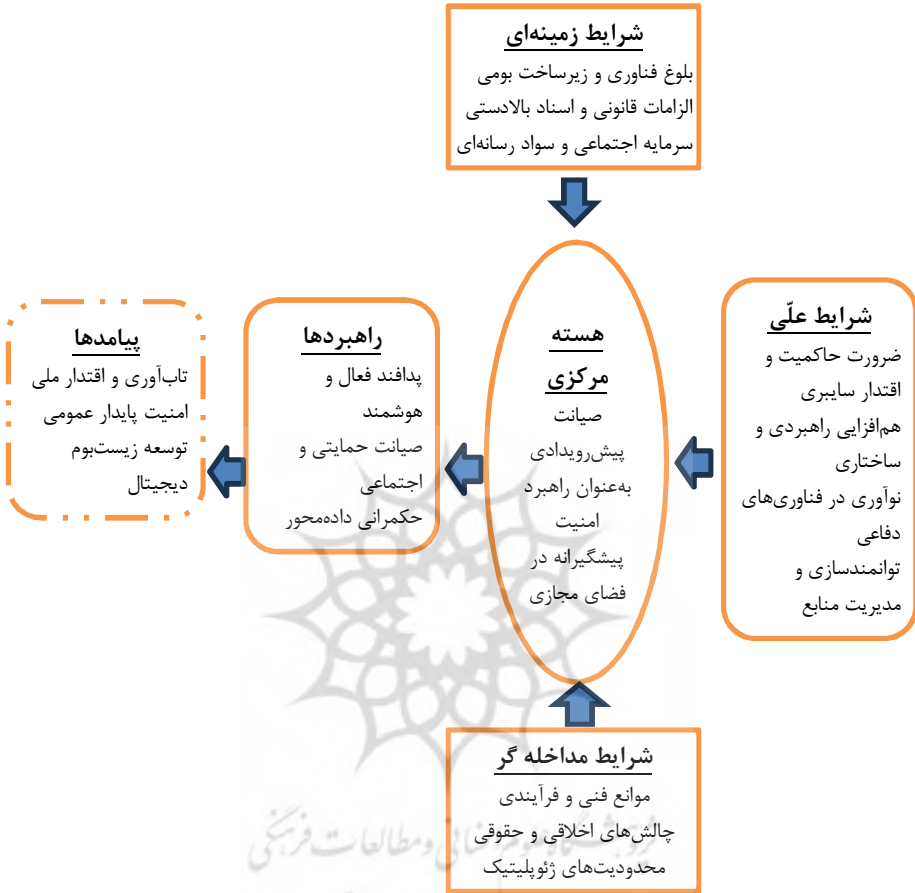 شرایط زمینه‌ای
بلوغ فناوری و زیرساخت بومی
الزامات قانونی و اسناد بالادستی
سرمایه اجتماعی و سواد رسانه‌ای
شرایط علّی
ضرورت حاکمیت و
اقتدار سایبری
هم‌افزایی راهبردی و
ساختاری
نوآوری در فناوری‌های
دفاعی
توانمندسازی و
مدیریت منابع
هسته
مرکزی
صیانت
پیش‌رویدادی
به‌عنوان راهبرد
امنیت
پیشگیرانه در
فضای مجازی
راهبردها
پدافند فعال و
هوشمند
صیانت حمایتی و
اجتماعی
حکمرانی داده‌محور
پیامدها
تاب‌آوری و اقتدار ملی
امنیت پایدار عمومی
توسعه زیست‌بوم
دیجیتال
شرایط مداخله گر
موانع فنی و فرآیندی
چالش‌های اخلاقی و حقوقی
محدودیت‌های ژئوپلیتیک
و مطالعات فرہنگی